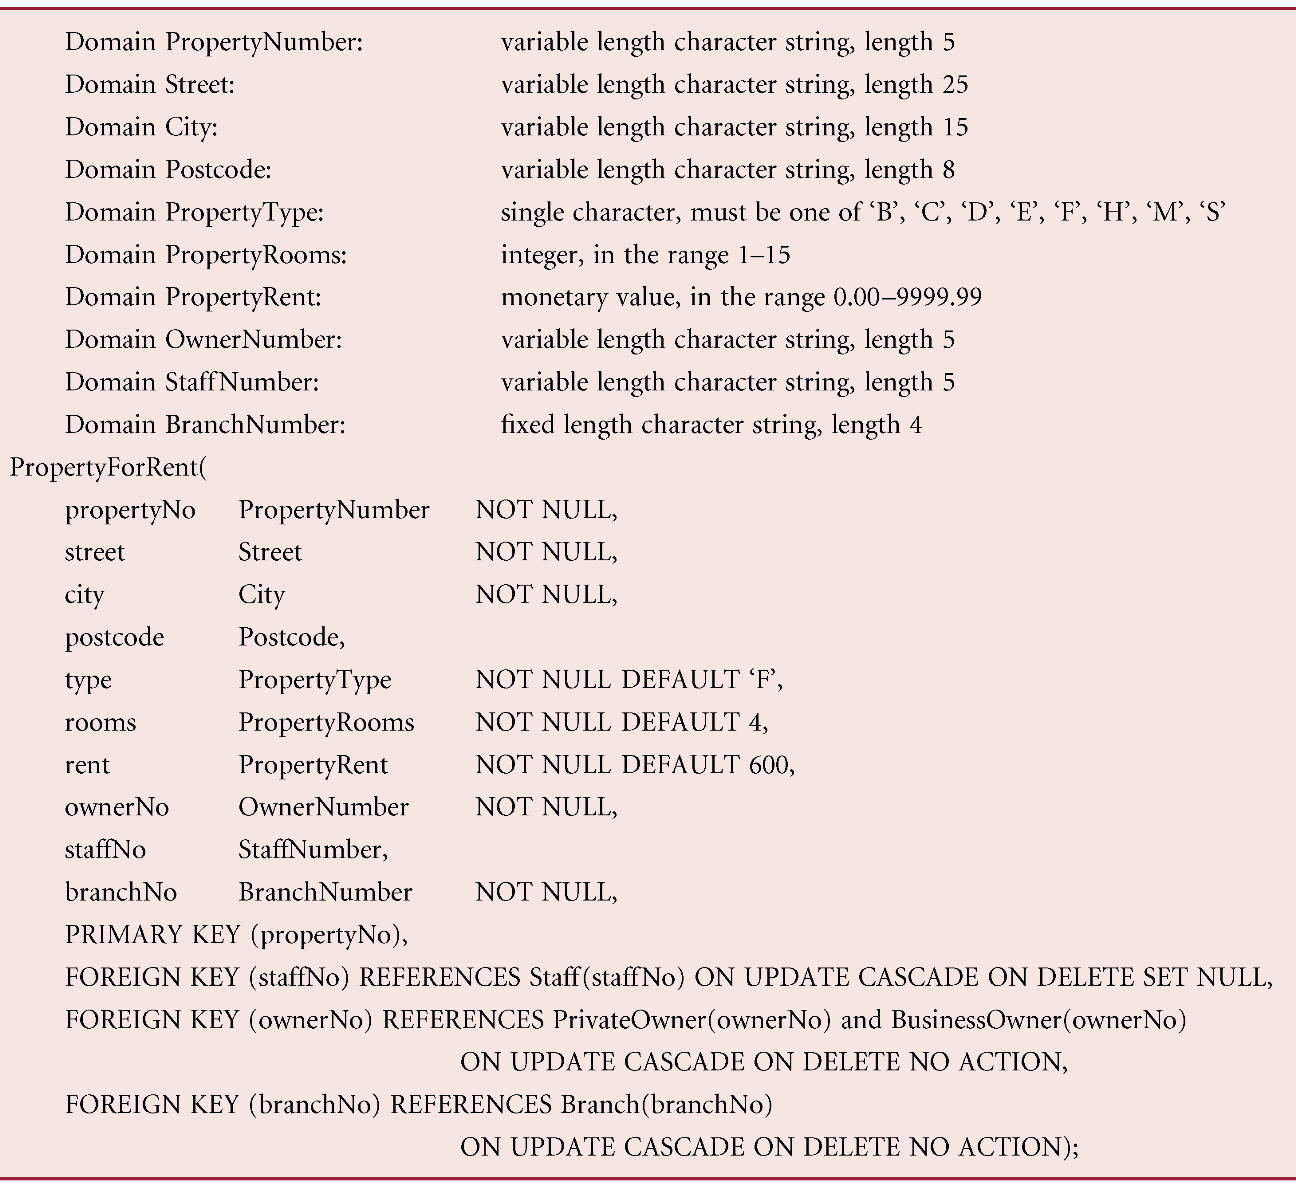 Domain PropertyNumber: variable length character string, length 5
Domain Street: variable length character string, length 25
Domain City: variable length character string, length 15
Domain Postcode: variable length character string, length 8
Domain PropertyType: single character, must be one of ‘B’, ‘C’, ‘D’, ‘E’, ‘F’, ‘H’, ‘M’, ‘S’
Domain PropertyRooms: integer, in the range 1–15
Domain PropertyRent: monetary value, in the range 0.00–9999.99
Domain OwnerNumber: variable length character string, length 5
Domain StaffNumber: variable length character string, length 5
Domain BranchNumber: fixed length character string, length 4
PropertyForRent(
propertyNo PropertyNumber NOT NULL,
street Street NOT NULL,
city City NOT NULL,
postcode Postcode,
type PropertyType NOT NULL DEFAULT ‘F’,
rooms PropertyRooms NOT NULL DEFAULT 4,
rent PropertyRent NOT NULL DEFAULT 600,
ownerNo OwnerNumber NOT NULL,
staffNo StaffNumber,
branchNo BranchNumber NOT NULL,
PRIMARY KEY (propertyNo),
FOREIGN KEY (staffNo) REFERENCES Staff(staffNo) ON UPDATE CASCADE ON DELETE SET NULL,
FOREIGN KEY (ownerNo) REFERENCES PrivateOwner(ownerNo) and BusinessOwner(ownerNo)
ON UPDATE CASCADE ON DELETE NO ACTION,
FOREIGN KEY (branchNo) REFERENCES Branch(branchNo)
ON UPDATE CASCADE ON DELETE NO ACTION);